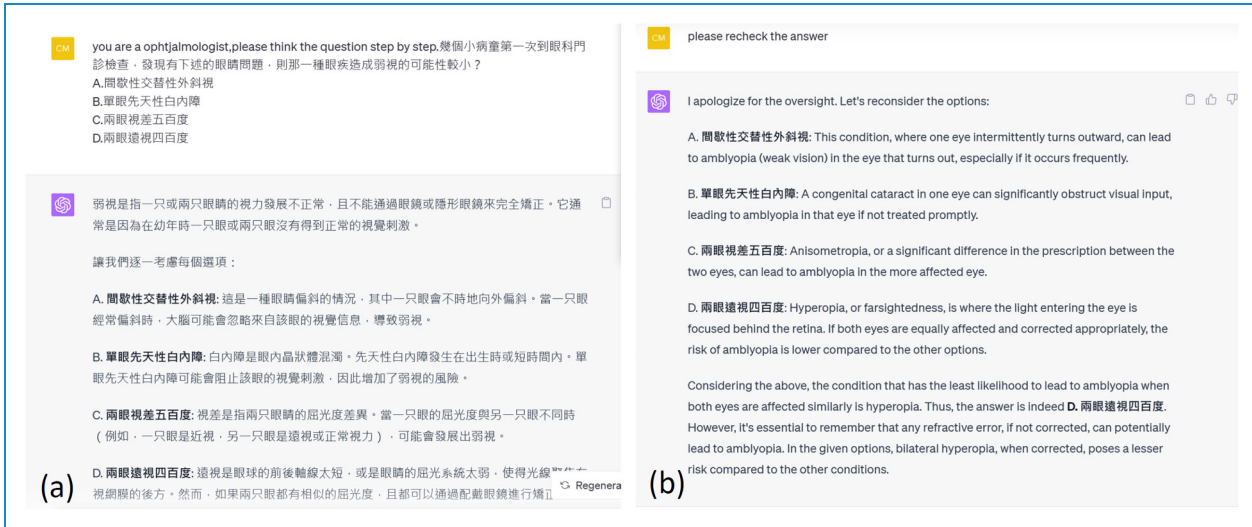 CM
you are a ophtjalmologist,please think the question step by step.幾個小病童第一次到眼科門
診檢查，發現有下述的眼睛問題，則那一種眼疾造成弱視的可能性較小？
A.間歇性交替性外斜視
B.單眼先天性白內障
C.兩眼視差五百度
D.兩眼遠視四百度
弱視是指一只或兩只眼睛的視力發展不正常，且不能通過眼鏡或隱形眼鏡來完全矯正。它通
常是因為在幼年時一只眼或兩只眼沒有得到正常的視覺刺激。
讓我們逐一考慮每個選項：
A. 間歇性交替性外斜視: 這是一種眼睛偏斜的情況，其中一只眼會不時地向外偏斜。當一只眼
經常偏斜時，大腦可能會忽略來自該眼的視覺信息，導致弱視。
B. 單眼先天性白內障: 白內障是眼內晶狀體混濁。先天性白內障發生在出生時或短時間內。單
眼先天性白內障可能會阻止該眼的視覺刺激，因此增加了弱視的風險。
C. 兩眼視差五百度: 視差是指兩只眼睛的屈光度差異。當一只眼的屈光度與另一只眼不同時
（例如，一只眼是近視，另一只眼是遠視或正常視力），可能會發展出弱視。
D. 兩眼遠視四百度: 遠視是眼球的前後軸線太短，或是眼睛的屈光系統太弱，使得光線
視網膜的後方。然而，如果兩只眼都有相似的屈光度，且都可以通過配戴眼鏡進行矯正
Regenera
(a)
CM
please recheck the answer
I apologize for the oversight. Let's reconsider the options:
A. 間歇性交替性外斜視: This condition, where one eye intermittently turns outward, can lead
to amblyopia (weak vision) in the eye that turns out, especially if it occurs frequently.
B. 單眼先天性白內障: A congenital cataract in one eye can significantly obstruct visual input,
leading to amblyopia in that eye if not treated promptly.
C. 兩眼視差五百度: Anisometropia, or a significant difference in the prescription between the
two eyes, can lead to amblyopia in the more affected eye.
D. 兩眼遠視四百度: Hyperopia, or farsightedness, is where the light entering the eye is
focused behind the retina. If both eyes are equally affected and corrected appropriately, the
risk of amblyopia is lower compared to the other options.
Considering the above, the condition that has the least likelihood to lead to amblyopia when
both eyes are affected similarly is hyperopia. Thus, the answer is indeed D. 兩眼遠視四百度.
However, it's essential to remember that any refractive error, if not corrected, can potentially
lead to amblyopia. In the given options, bilateral hyperopia, when corrected, poses a lesser
risk compared to the other conditions.
(b)